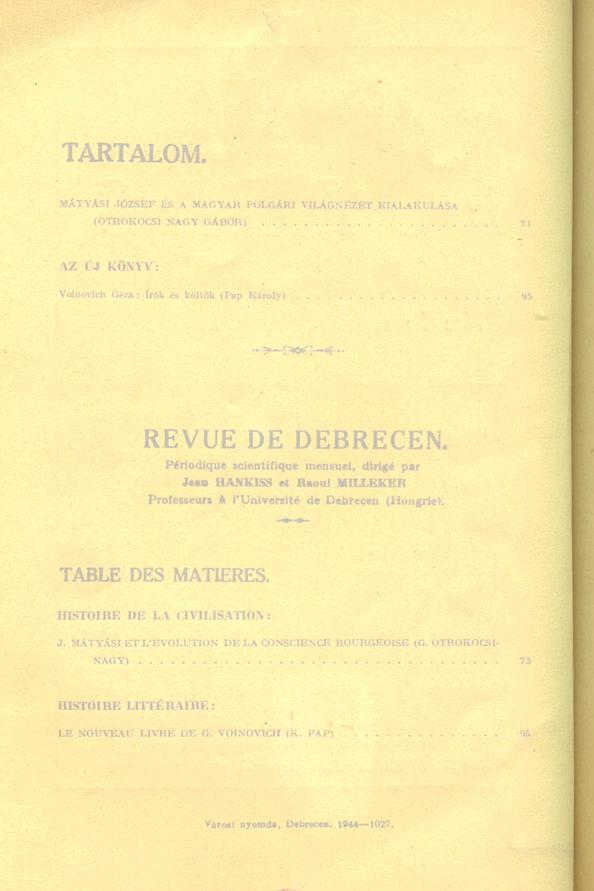 TARTALOM.
MÁTYÁSI JÓZSEF ÉS A MAGYAR POLGÁRI VILÁGNÉZET KIALAKULÁSA
(OTROKOCSI NAGY GÁBOR) . . . . . . . . . . . . . . . . . . . . . . . 73
AZ ÚJ KÖNYV:
Voinovich Géza: Írók és költők (Pap Károly) . . . . . . . . . . . . . . . . . . . . 95
REVUE DE DEBRECEN.
Périodique scientifique mensuel, dirigé par
Jean HANKISS et Raoul MILLEKER
Professeurs à l'Université de Debrecen (Hongrie).
TABLE DES MATIERES.
HISTOIRE DE LA CIVILISATION:
J. MÁTYÁSI ET L'EVOLUTION DE LA CONSCIENCE BOURGEOISE (G. OTROKOCSI-
NAGY) . . . . . . . . . . . . . . . . . . . . . . . . . . . . . . . . . . 73
HISTOIRE LITTÉRAIRE:
LE NOUVEAU LIVRE DE G. VOINOVICH (K. PAP) . . . . . . . . . . . . . . . 95
Városi nyomda, Debrecen. 1944—1027.